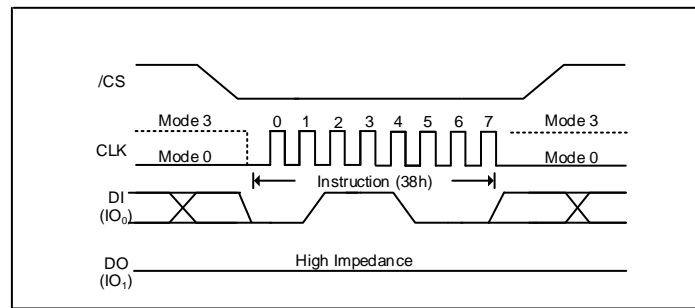 /CS
Mode 3
0 1 2 3 4 5 6 7
Mode 3
CLK
Mode 0
Mode 0
Instruction (38h)
DI
(IO₀)
DO
High Impedance
(IO₁)